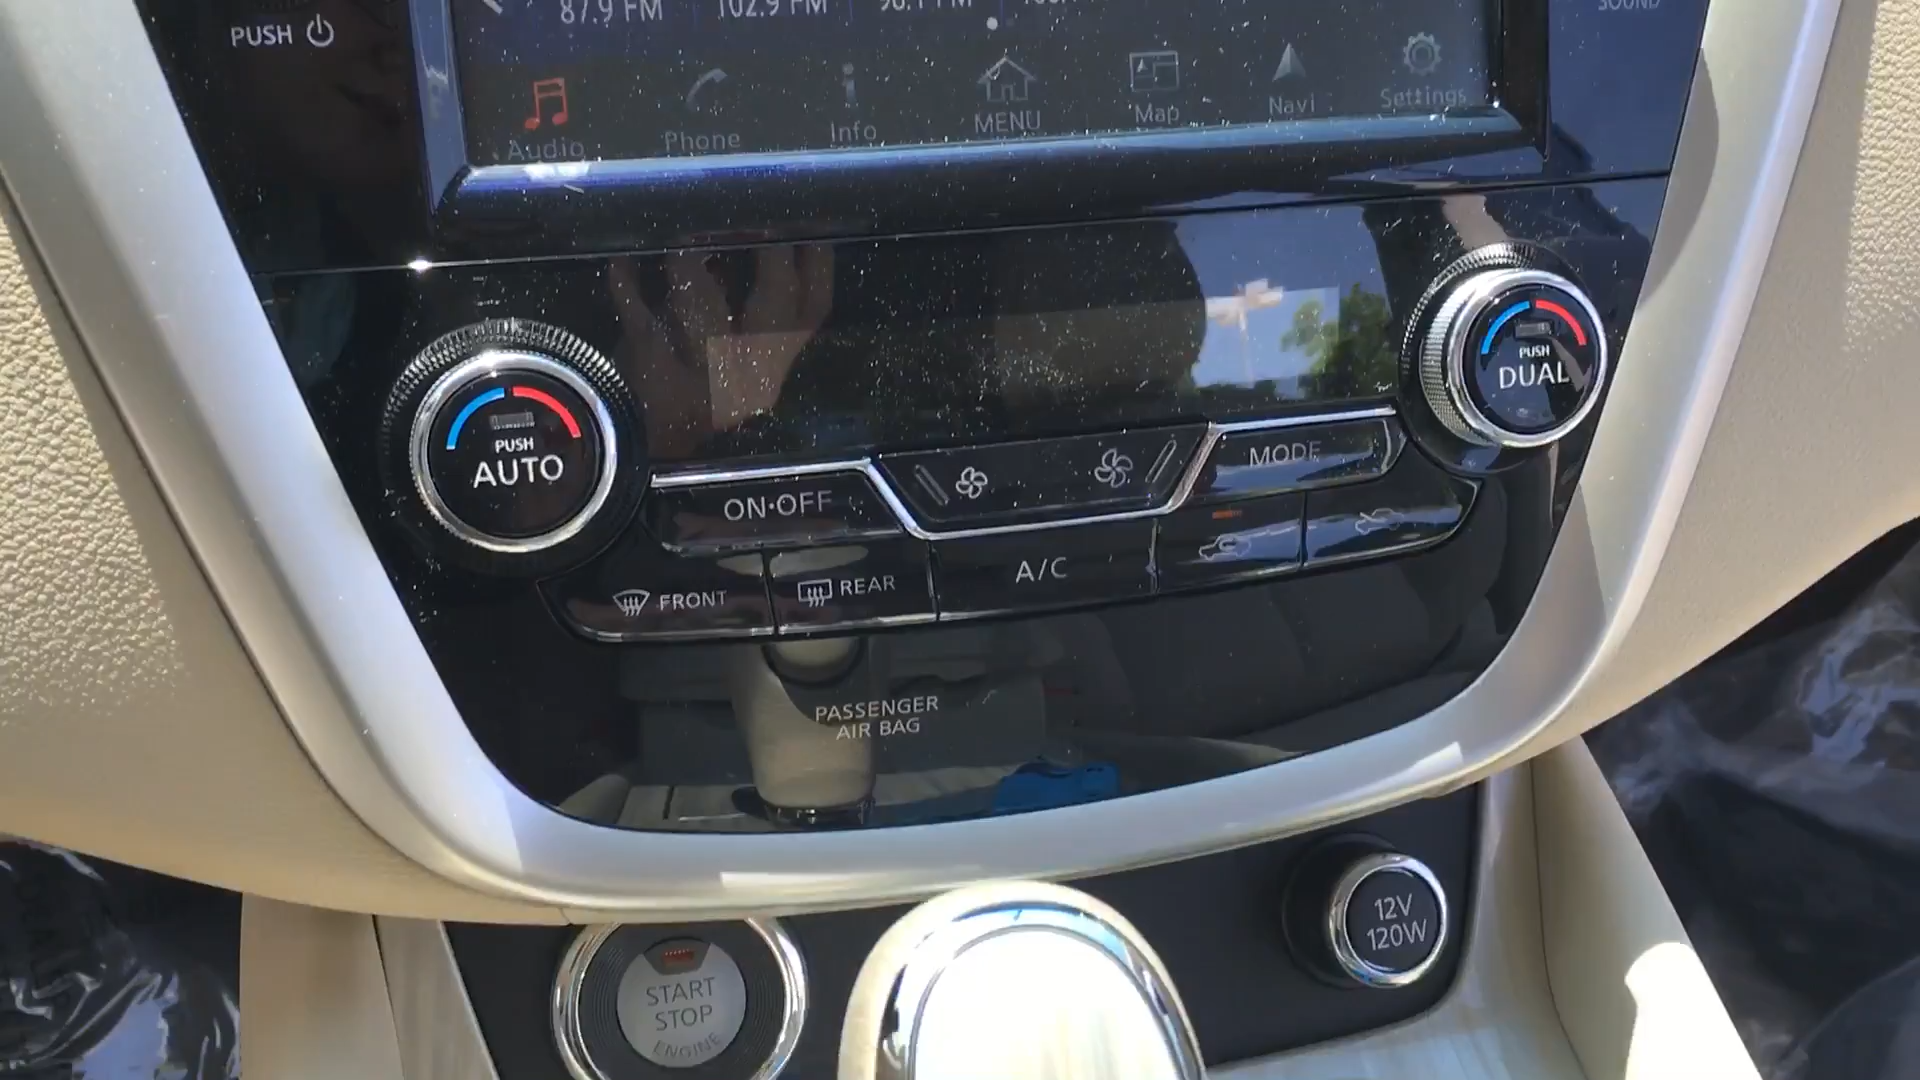 87.9 FM
102.9 FM
SOUND
PUSH
Audio
Phone
Info
MENU
Map
Navi
Settings
PUSH
AUTO
PUSH
DUAL
ON·OFF
MODE
FRONT
REAR
A/C
PASSENGER
AIR BAG
START
STOP
ENGINE
12V
120W